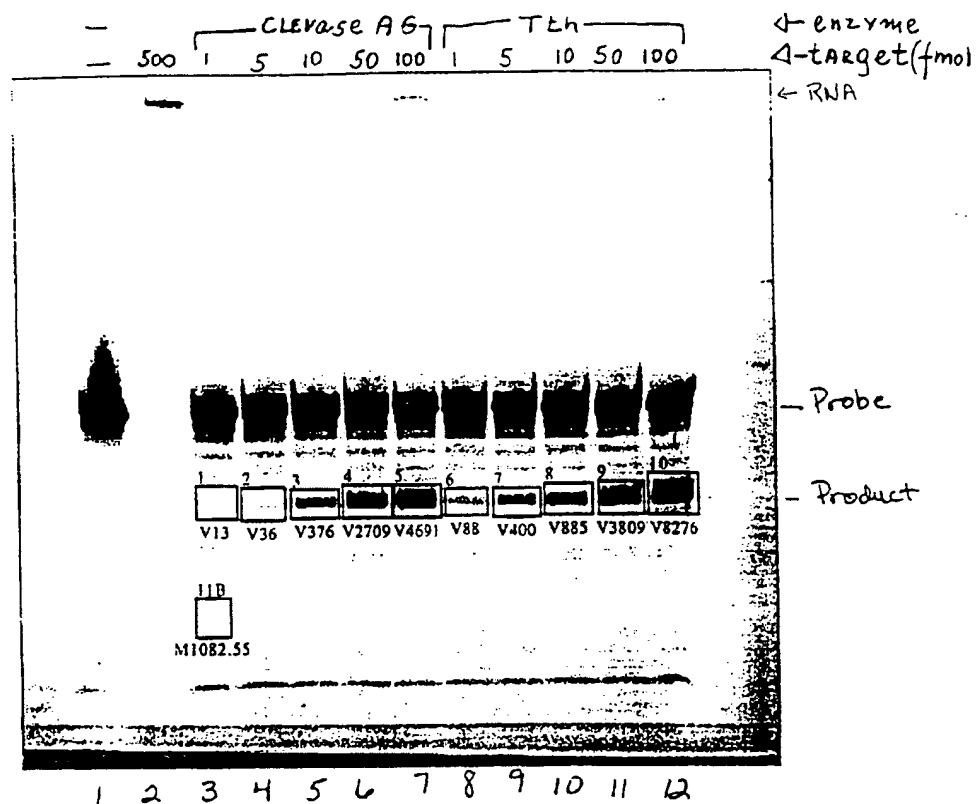 — CLEVase AG Tth ◁- enzyme
— 500 1 5 10 50 100 1 5 10 50 100 ◁-tARget(fmol
← RNA
— Probe
1 2 3 4 5 6 7 8 9 10
— Product
V13 V36 V376 V2709 V4691 V88 V400 V885 V3809 V8276
11B
M1082.55
1 2 3 4 5 6 7 8 9 10 11 12